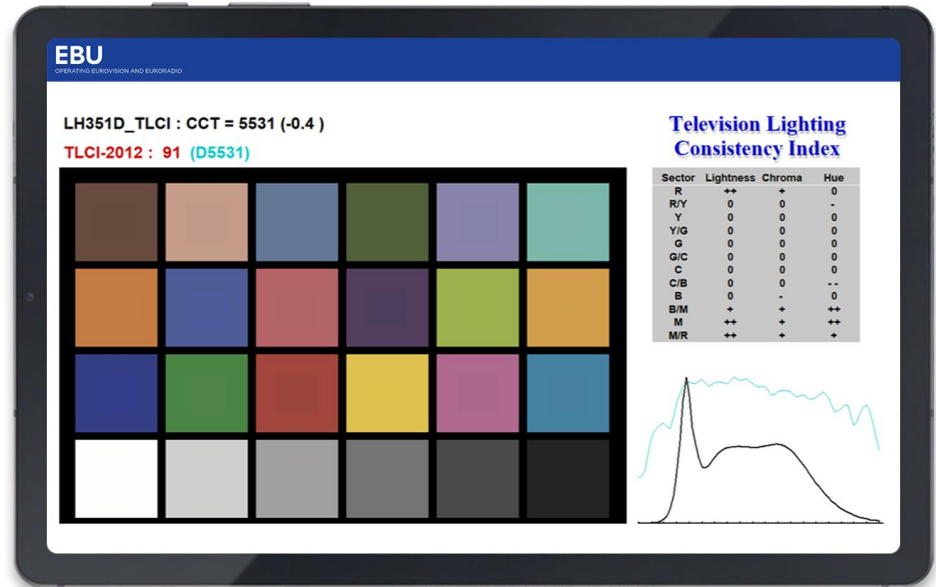 EBU
OPERATING EUROVISION AND EURORADIO
LH351D_TLCI : CCT = 5531 (-0.4 )
TLCI-2012 : 91 (D5531)
Television Lighting
Consistency Index
Sector Lightness Chroma Hue
R ++ + 0
R/Y 0 0 -
Y 0 0 0
Y/G 0 0 0
G 0 0 0
G/C 0 0 0
C 0 0 0
C/B 0 0 - -
B 0 - 0
B/M + + ++
M ++ + ++
M/R ++ + +